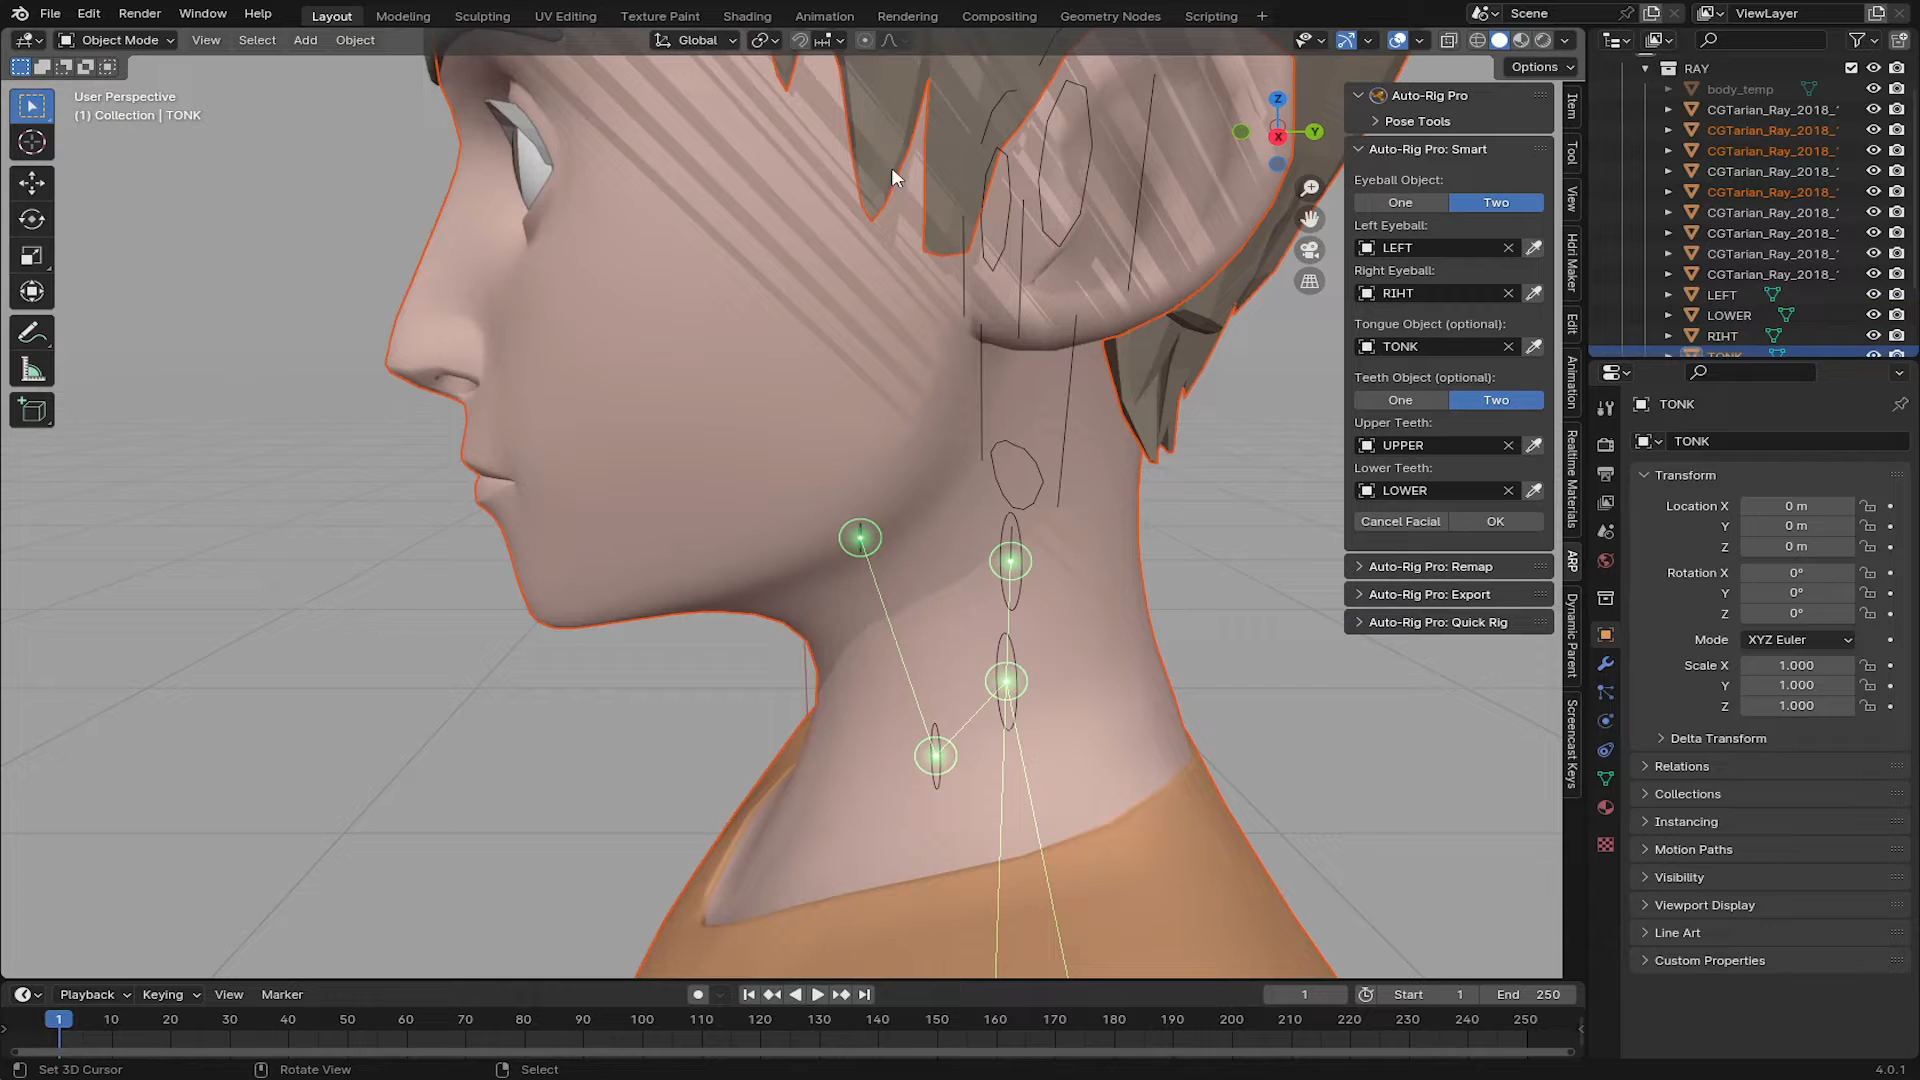 File Edit Render Window Help Layout Modeling Sculpting UV Editing Texture Paint Shading Animation Rendering Compositing Geometry Nodes Scripting + Scene ViewLayer
Object Mode View Select Add Object Global
Options
User Perspective
(1) Collection | TONK
Z
Y
X
Auto-Rig Pro
Pose Tools
Auto-Rig Pro: Smart
Eyeball Object:
One Two
Left Eyeball:
LEFT
Right Eyeball:
RIHT
Tongue Object (optional):
TONK
Teeth Object (optional):
One Two
Upper Teeth:
UPPER
Lower Teeth:
LOWER
Cancel Facial OK
Auto-Rig Pro: Remap
Auto-Rig Pro: Export
Auto-Rig Pro: Quick Rig
Item
Tool
View
Hdri Maker
Edit
Animation
Realtime Materials
ARP
Dynamic Parent
Screencast Keys
RAY
body_temp
CGTarian_Ray_2018_
CGTarian_Ray_2018_
CGTarian_Ray_2018_
CGTarian_Ray_2018_
CGTarian_Ray_2018_
CGTarian_Ray_2018_
CGTarian_Ray_2018_
CGTarian_Ray_2018_
CGTarian_Ray_2018_
LEFT
LOWER
RIHT
TONK
TONK
TONK
Transform
Location X 0 m
Y 0 m
Z 0 m
Rotation X 0°
Y 0°
Z 0°
Mode XYZ Euler
Scale X 1.000
Y 1.000
Z 1.000
Delta Transform
Relations
Collections
Instancing
Motion Paths
Visibility
Viewport Display
Line Art
Custom Properties
Playback Keying View Marker 1 Start 1 End 250
1 10 20 30 40 50 60 70 80 90 100 110 120 130 140 150 160 170 180 190 200 210 220 230 240 250
Set 3D Cursor Rotate View Select 4.0.1